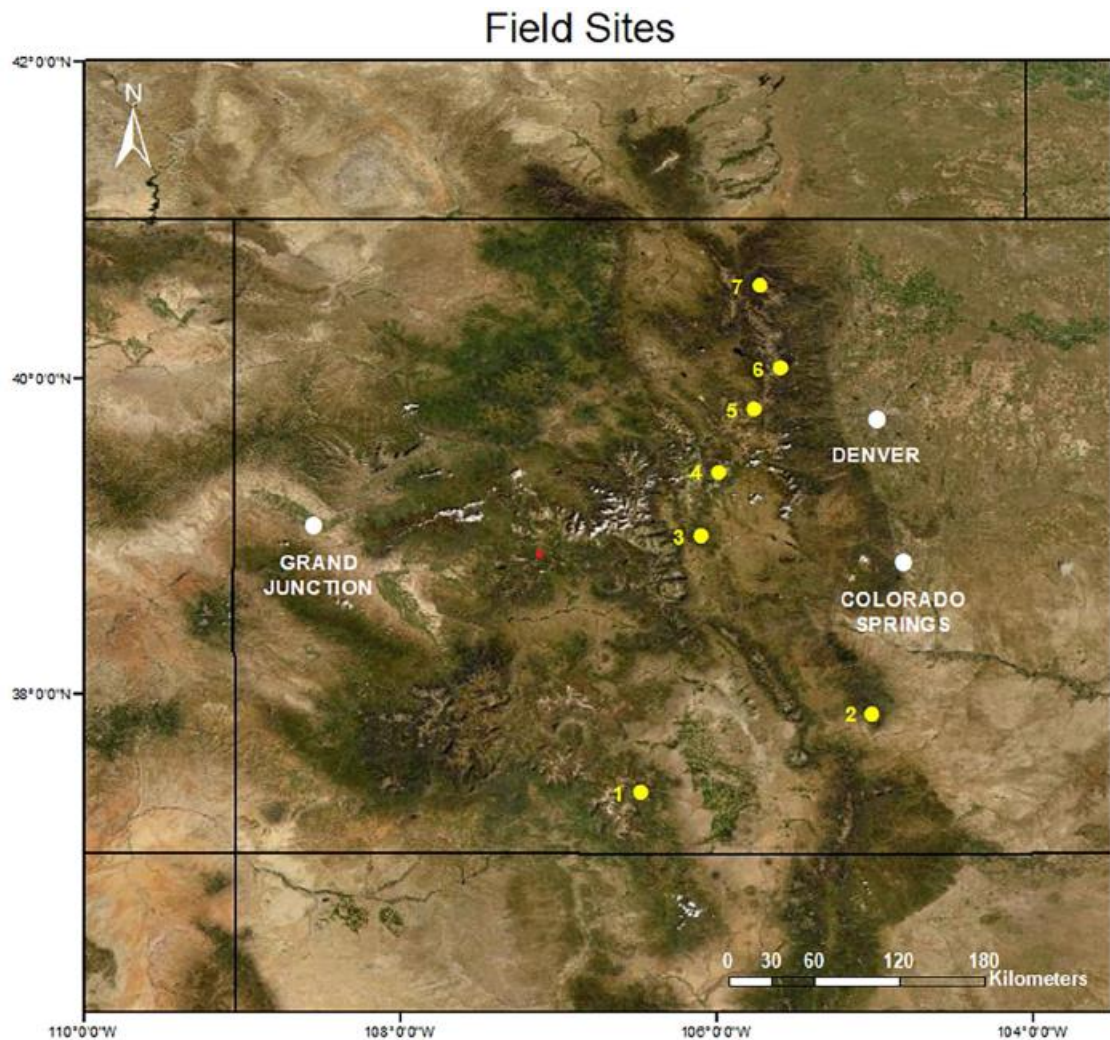 Field Sites
42°0'0"N
N
7
40°0'0"N
6
5
DENVER
4
3
GRAND
JUNCTION
COLORADO
SPRINGS
38°0'0"N
2
1
0 30 60 120 180
Kilometers
110°0'0"W 108°0'0"W 106°0'0"W 104°0'0"W